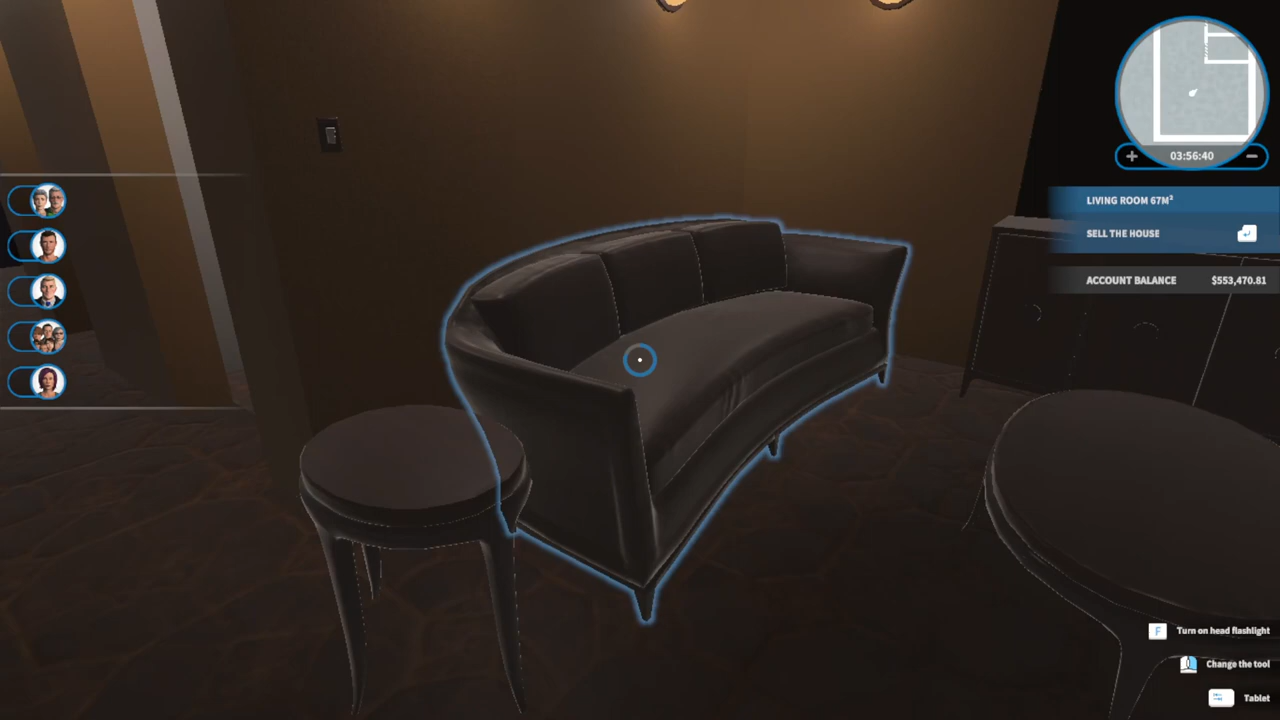 03:56:40
LIVING ROOM 67M²
SELL THE HOUSE
ACCOUNT BALANCE $553,470.81
F Turn on head flashlight
Change the tool
Tablet